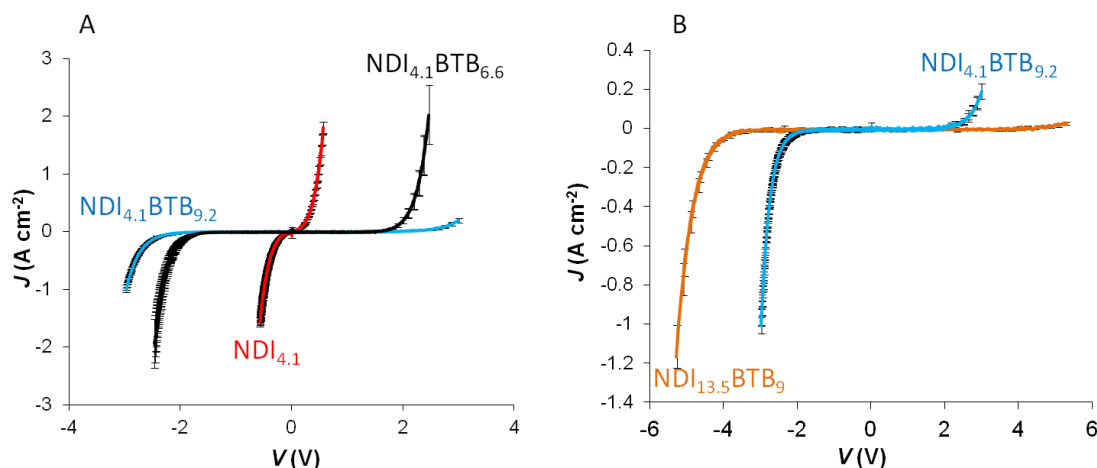 A
3
2
1
0
-1
-2
-3
-4
-2
0
2
4
J (A cm-2)
V (V)
NDI4.1BTB6.6
NDI4.1BTB9.2
NDI4.1
B
0.4
0.2
0
-0.2
-0.4
-0.6
-0.8
-1
-1.2
-1.4
-6
-4
-2
0
2
4
6
J (A cm-2)
V (V)
NDI4.1BTB9.2
NDI13.5BTB9